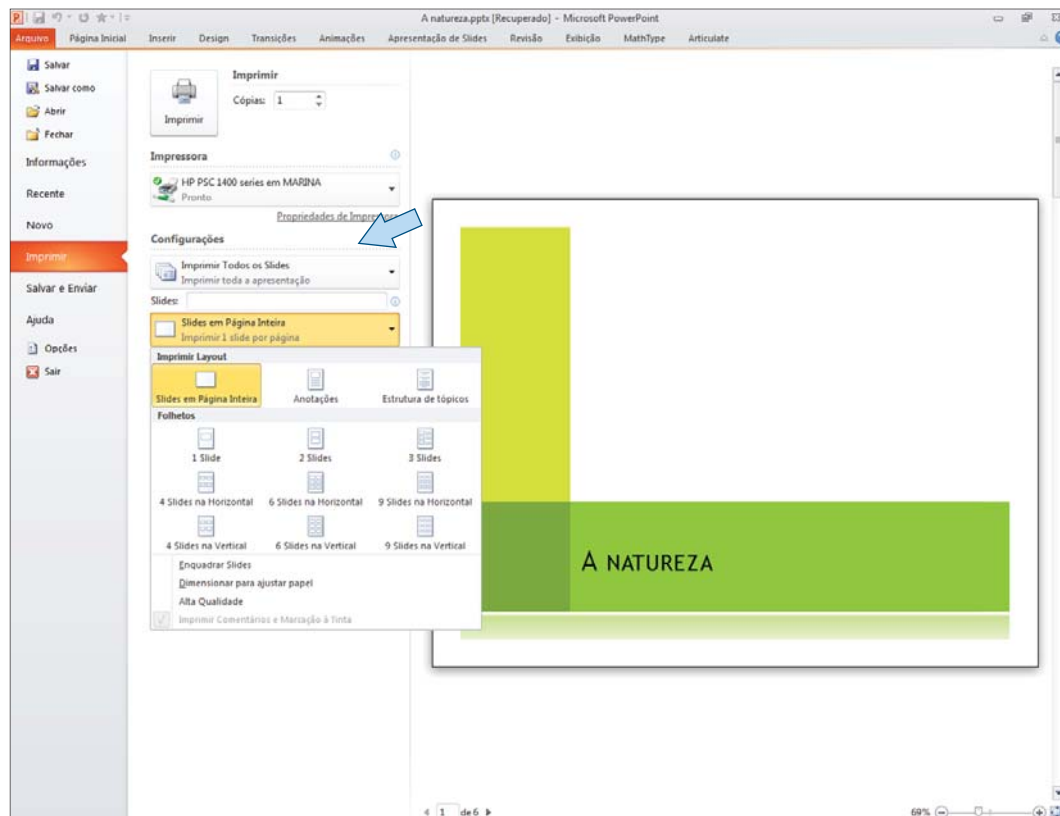 A natureza.pptx [Recuperado] - Microsoft PowerPoint
Arquivo Página Inicial Inserir Design Transições Animações Apresentação de Slides Revisão Exibição MathType Articulate
Salvar
Salvar como
Abrir
Fechar
Informações
Recente
Novo
Imprimir
Salvar e Enviar
Ajuda
Opções
Sair
Imprimir
Cópias: 1
Imprimir
Impressora
HP PSC 1400 series em MARINA
Pronto
Propriedades de
Configurações
Imprimir Todos os Slides
Imprimir toda a apresentação
Slides:
Slides em Página Inteira
Imprimir 1 slide por página
Imprimir Layout
Slides em Página Inteira Anotações Estrutura de tópicos
Folhetos
1 Slide 2 Slides 3 Slides
4 Slides na Horizontal 6 Slides na Horizontal 9 Slides na Horizontal
4 Slides na Vertical 6 Slides na Vertical 9 Slides na Vertical
Enquadrar Slides
Dimensionar para ajustar papel
Alta Qualidade
Imprimir Comentários e Marcação à Tinta
A NATUREZA
1 de 6
69%